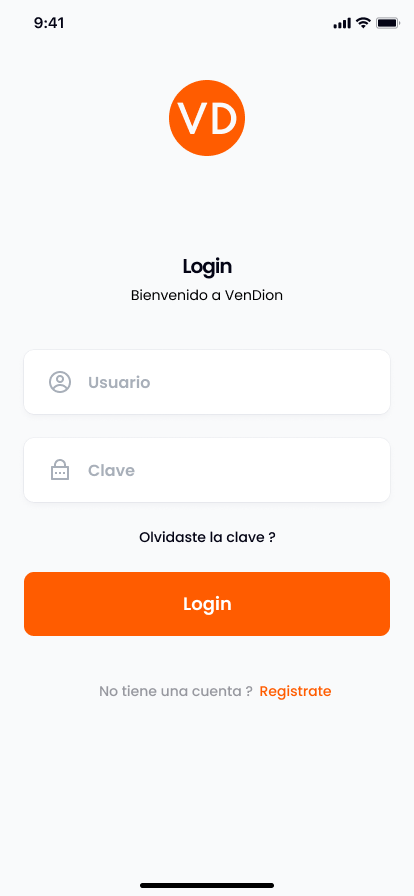 9:41
VD
Login
Bienvenido a VenDion
Usuario
Clave
Olvidaste la clave ?
Login
No tiene una cuenta ? Registrate